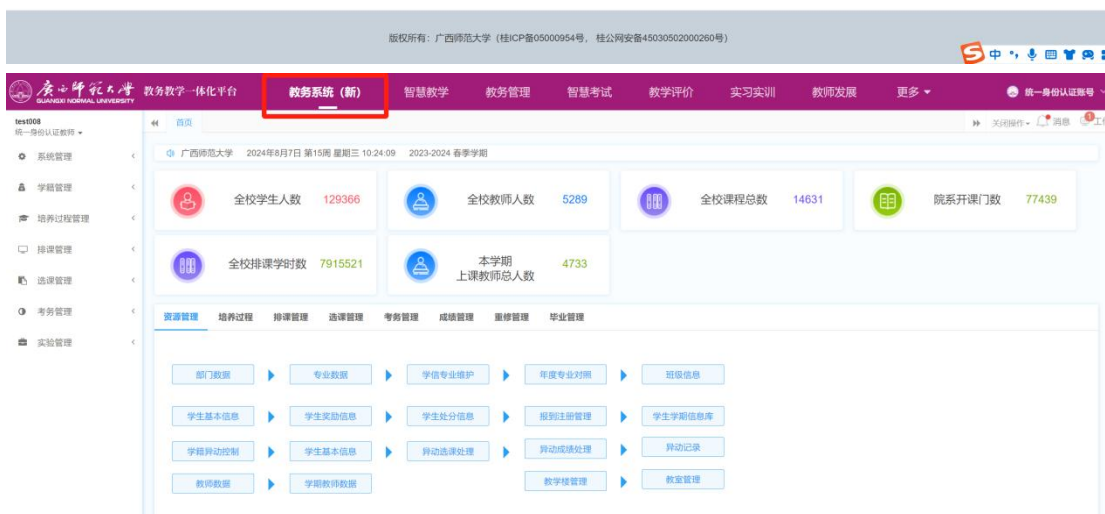 版权所有：广西师范大学（桂ICP备05000954号， 桂公网安备45030502000260号）
中
广西师范大学 教务教学一体化平台 教务系统（新） 智慧教学 教务管理 智慧考试 教学评价 实习实训 教师发展 更多 统一身份认证账号
GUANGXI NORMAL UNIVERSITY
test008
统一身份认证教师
首页 关闭操作 消息
系统管理
学籍管理
培养过程管理
排课管理
选课管理
考务管理
实验管理
广西师范大学 2024年8月7日 第15周 星期三 10:24:09 2023-2024 春季学期
全校学生人数 129366 全校教师人数 5289 全校课程总数 14631 院系开课门数 77439
全校排课学时数 7915521 本学期
上课教师总人数 4733
资源管理 培养过程 排课管理 选课管理 考务管理 成绩管理 重修管理 毕业管理
部门数据 专业数据 学信专业维护 年度专业对照 班级信息
学生基本信息 学生奖励信息 学生处分信息 报到注册管理 学生学期信息库
学籍异动控制 学生基本信息 异动选课处理 异动成绩处理 异动记录
教师数据 学期教师数据 教学楼管理 教室管理